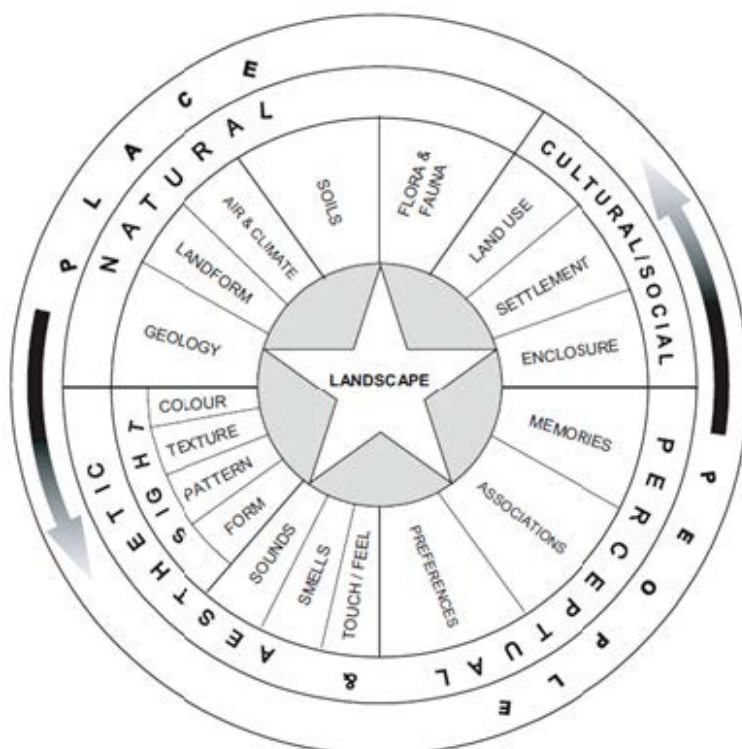 PLACE
NATURAL
CULTURAL/SOCIAL
GEOLOGY
LANDFORM
AIR & CLIMATE
SOILS
FLORA &
FAUNA
LAND USE
SETTLEMENT
ENCLOSURE
LANDSCAPE
COLOUR
TEXTURE
PATTERN
FORM
SIGHT
SOUNDS
SMELLS
TOUCH / FEEL
PREFERENCES
ASSOCIATIONS
MEMORIES
AESTHETIC & PERCEPTUAL
PEOPLE